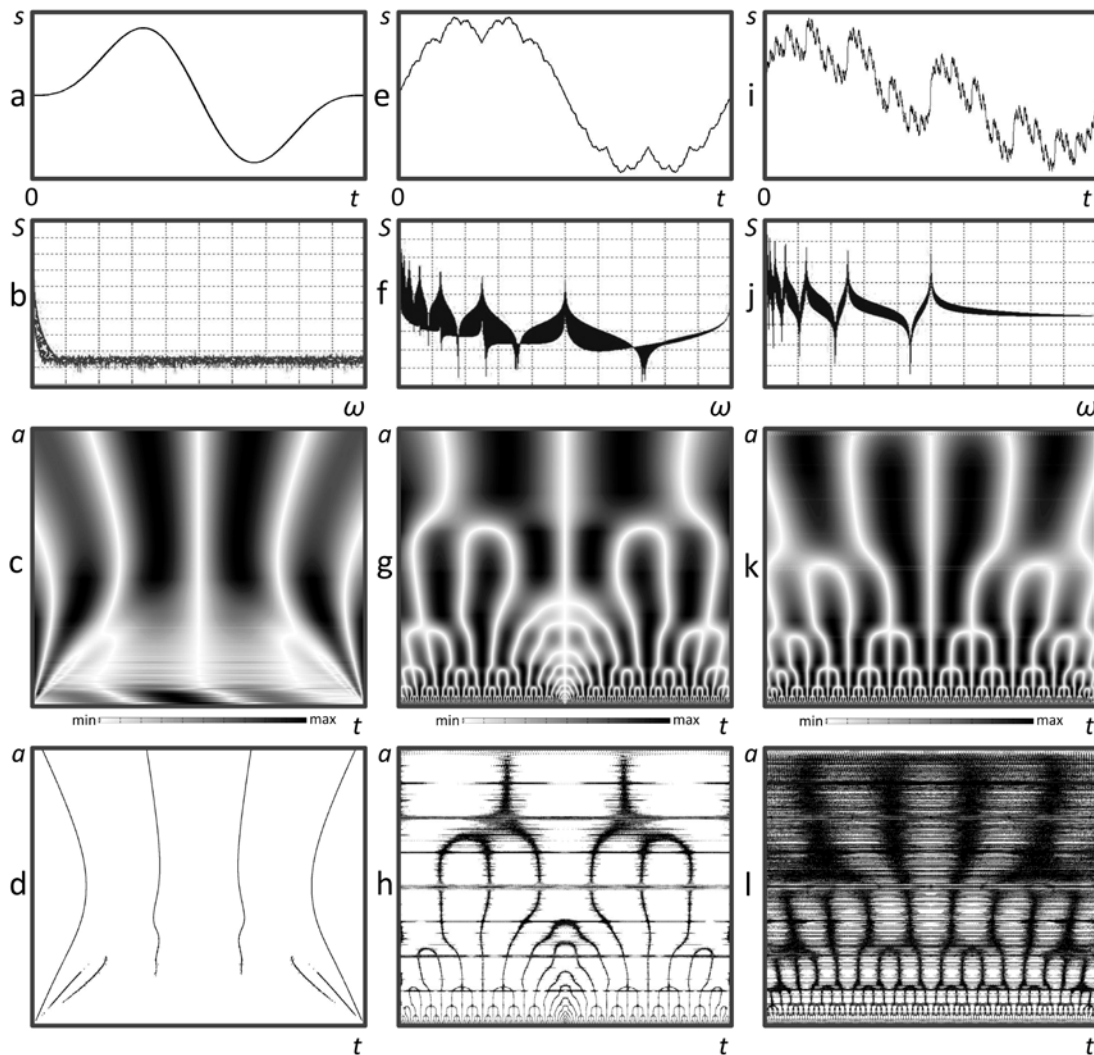 s s s
a e i
0 t 0 t 0 t
S S S
b f j
ω ω ω
a a a
c g k
min max t min max t min max t
a a a
d h l
t t t